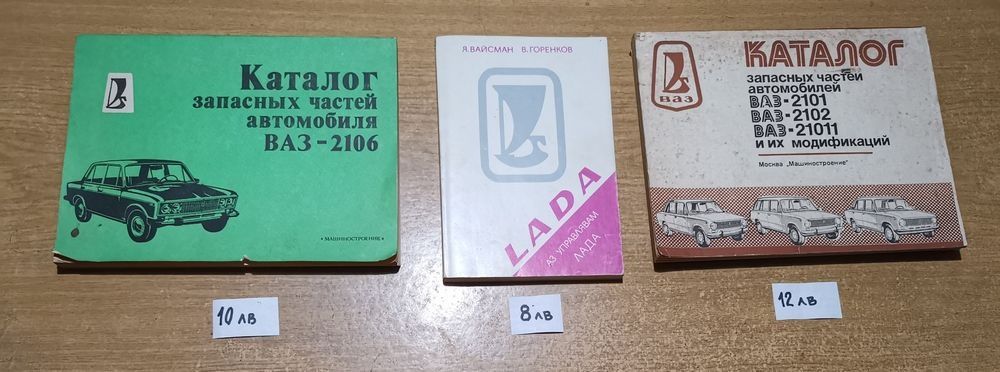 Каталог
запасных частей
автомобиля
ВАЗ-2106
«МАШИНОСТРОЕНИЕ»
Я.ВАЙСМАН В.ГОРЕНКОВ
LADA
АЗ УПРАВЛЯВАМ
ЛАДА
ВАЗ
КАТАЛОГ
запасных частей
автомобилей
ВАЗ-2101
ВАЗ-2102
ВАЗ-21011
и их модификаций
Москва „Машиностроение"
10 лв
8 лв
12 лв